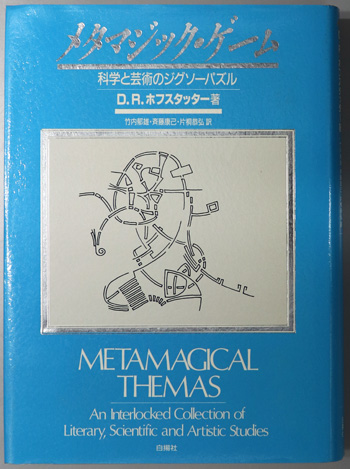 メタマジック・ゲーム
科学と芸術のジグソーパズル
D.R.ホフスタッター著
竹内郁雄・斉藤康己・片桐恭弘 訳
METAMAGICAL
THEMAS
An Interlocked Collection of
Literary, Scientific and Artistic Studies
白揚社